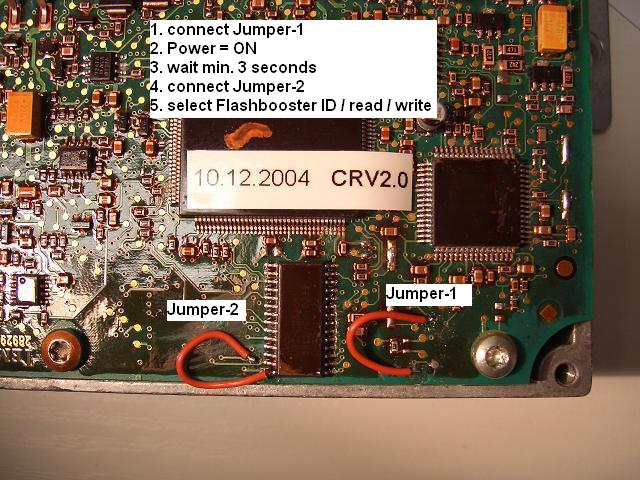 1. connect Jumper-1
2. Power = ON
3. wait min. 3 seconds
4. connect Jumper-2
5. select Flashbooster ID / read / write
10.12.2004 CRV2.0
Jumper-1
Jumper-2